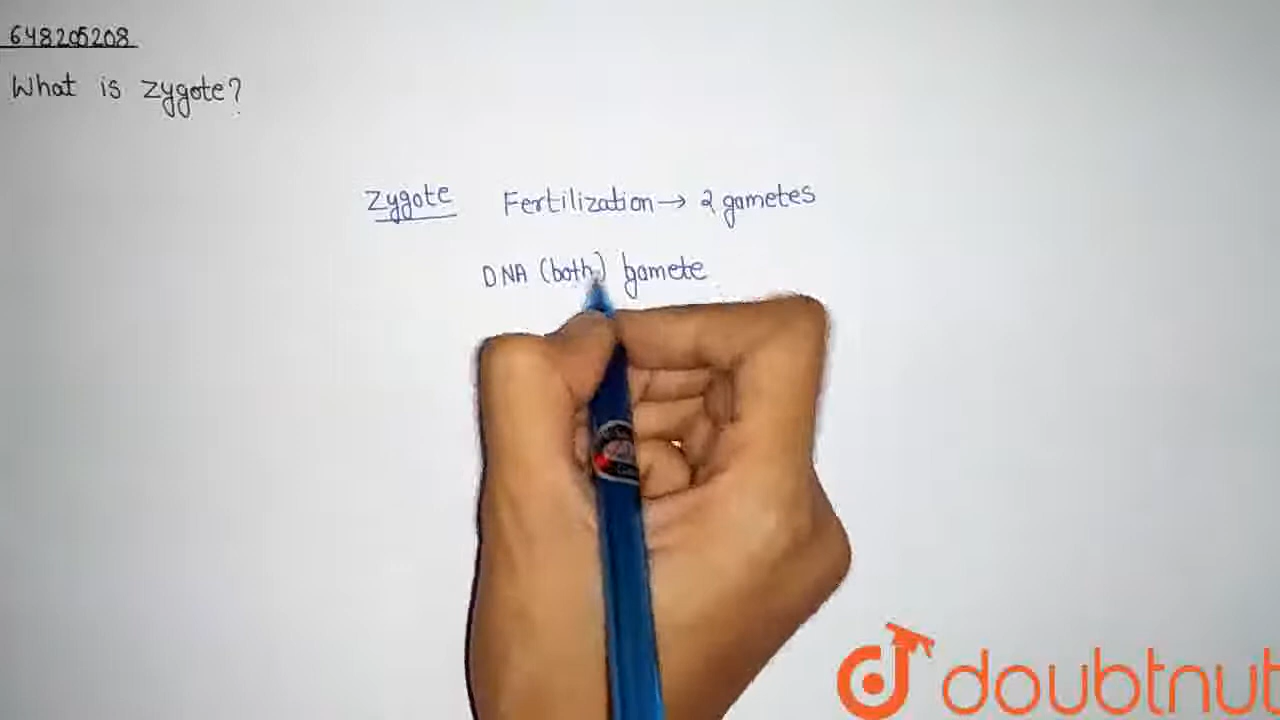 648205208
What is zygote?
Zygote Fertilization → 2 gametes
DNA (both) gamete
doubtnut